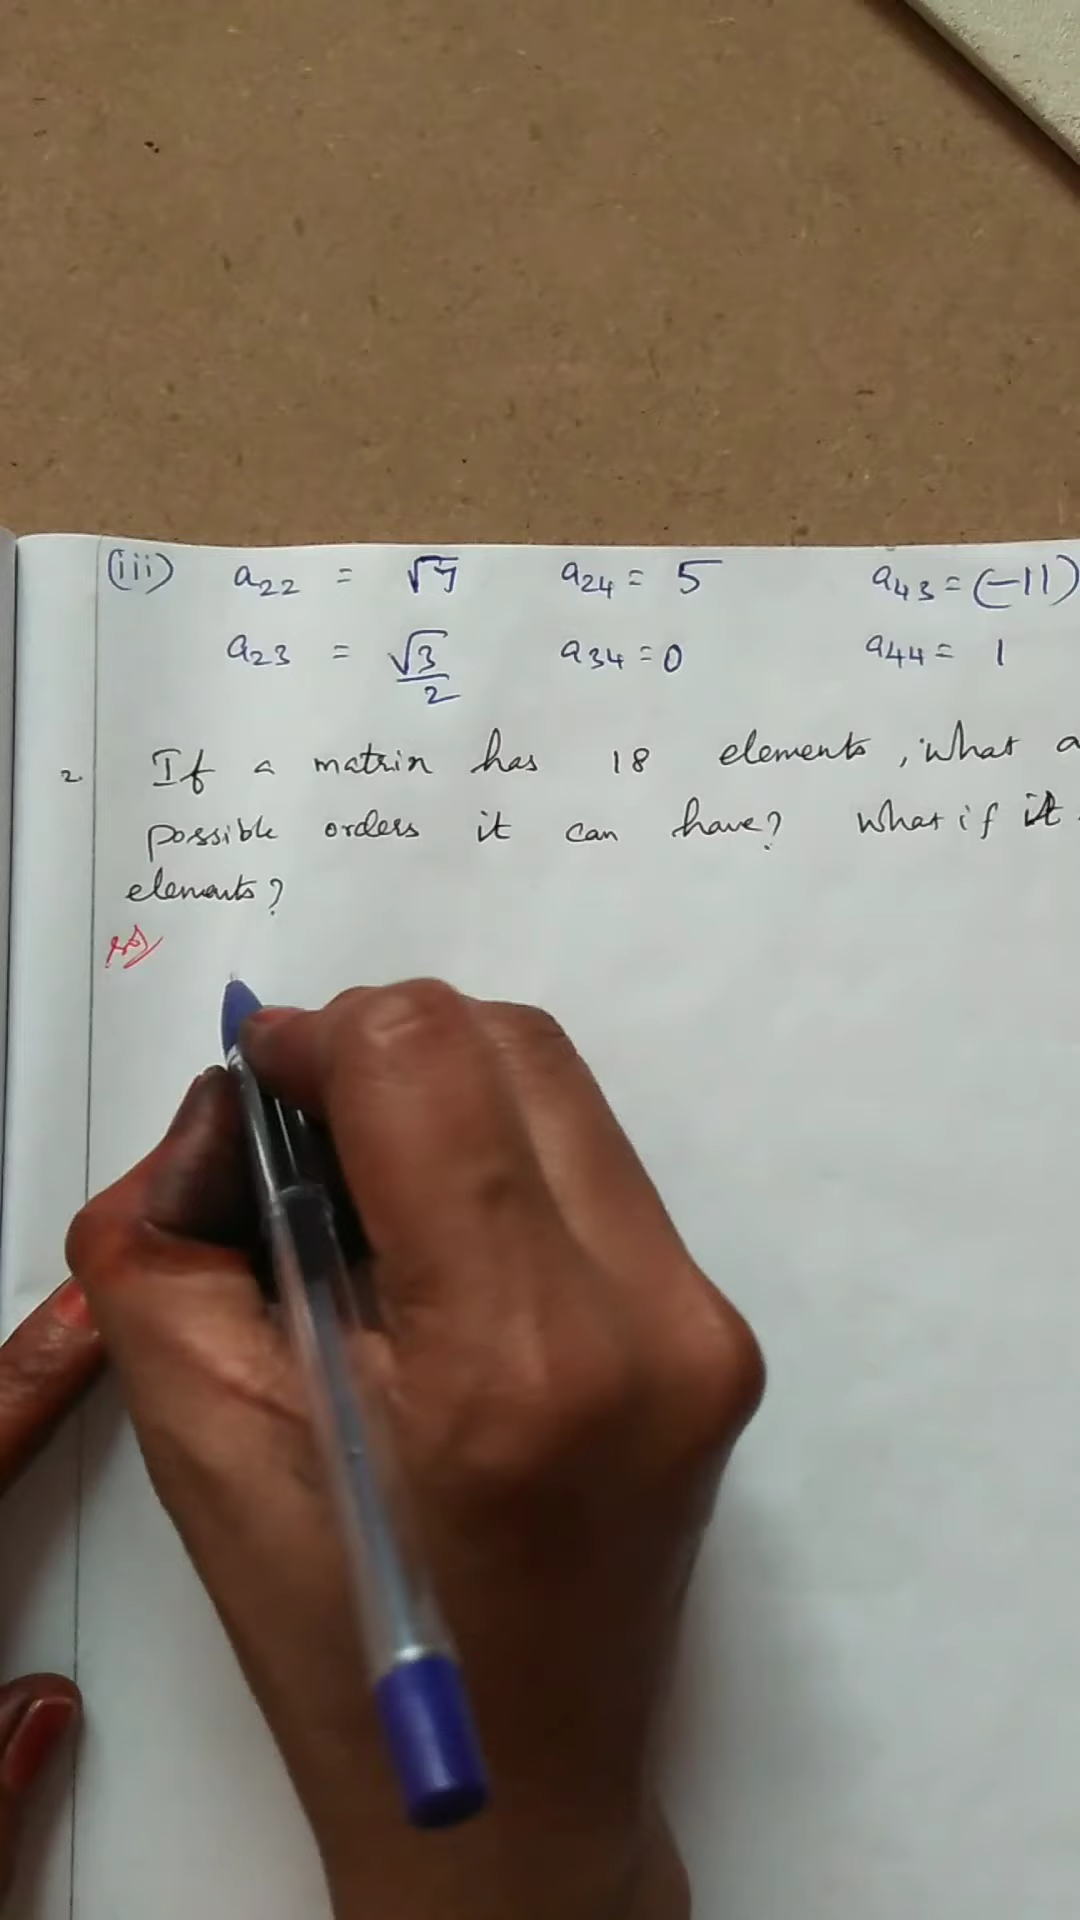 (iii) a22 = √7 a24 = 5 a43 = (-11)
a23 = √3/2 a34 = 0 a44 = 1
2. If a matrix has 18 elements, what a
possible orders it can have? What if it
elements?
Sol